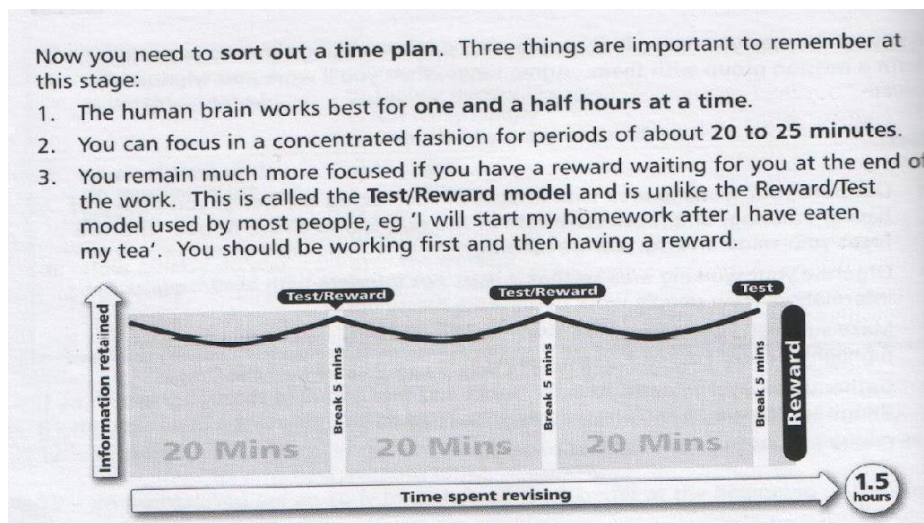 Now you need to sort out a time plan. Three things are important to remember at
this stage:
1. The human brain works best for one and a half hours at a time.
2. You can focus in a concentrated fashion for periods of about 20 to 25 minutes.
3. You remain much more focused if you have a reward waiting for you at the end of
the work. This is called the Test/Reward model and is unlike the Reward/Test
model used by most people, eg 'I will start my homework after I have eaten
my tea'. You should be working first and then having a reward.
Test/Reward
Test/Reward
Test
Information retained
20 Mins
Break 5 mins
20 Mins
Break 5 mins
20 Mins
Break 5 mins
Reward
Time spent revising
1.5
hours